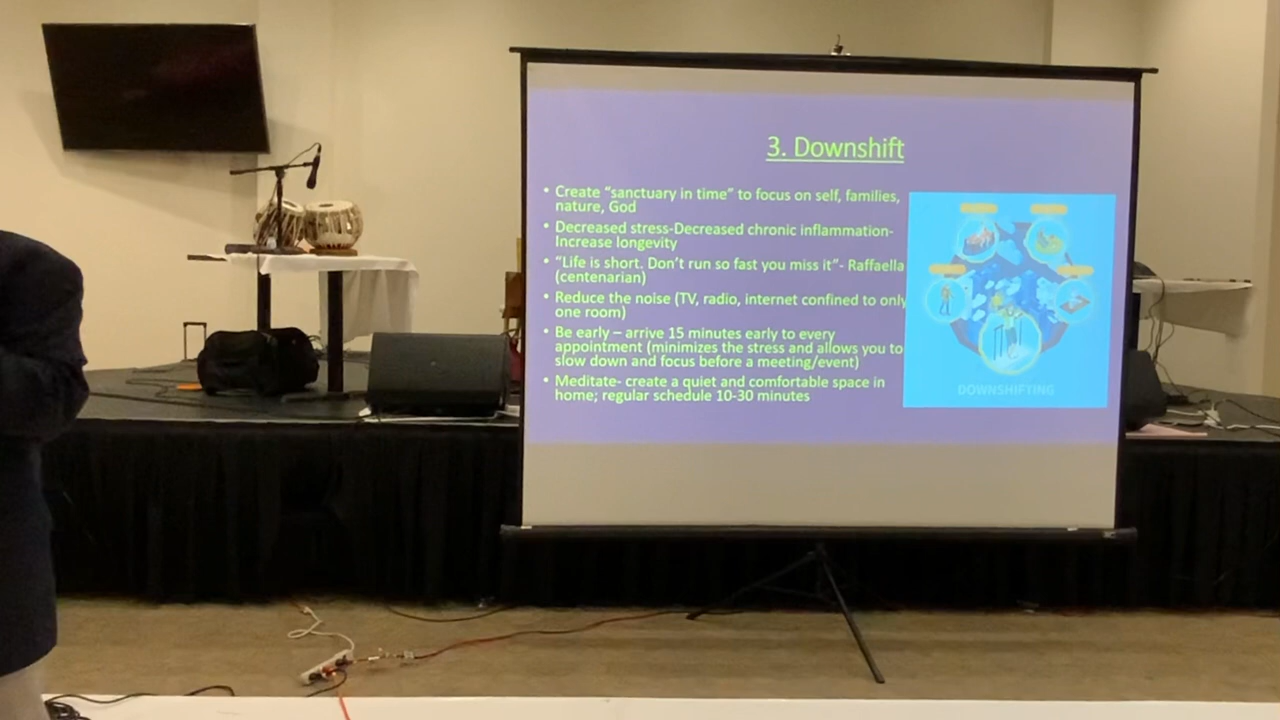 3. Downshift
• Create “sanctuary in time” to focus on self, families,
nature, God
• Decreased stress-Decreased chronic inflammation-
Increase longevity
• “Life is short. Don’t run so fast you miss it”- Raffaella
(centenarian)
• Reduce the noise (TV, radio, internet confined to only
one room)
• Be early – arrive 15 minutes early to every
appointment (minimizes the stress and allows you to
slow down and focus before a meeting/event)
• Meditate- create a quiet and comfortable space in
home; regular schedule 10-30 minutes
DOWNSHIFTING